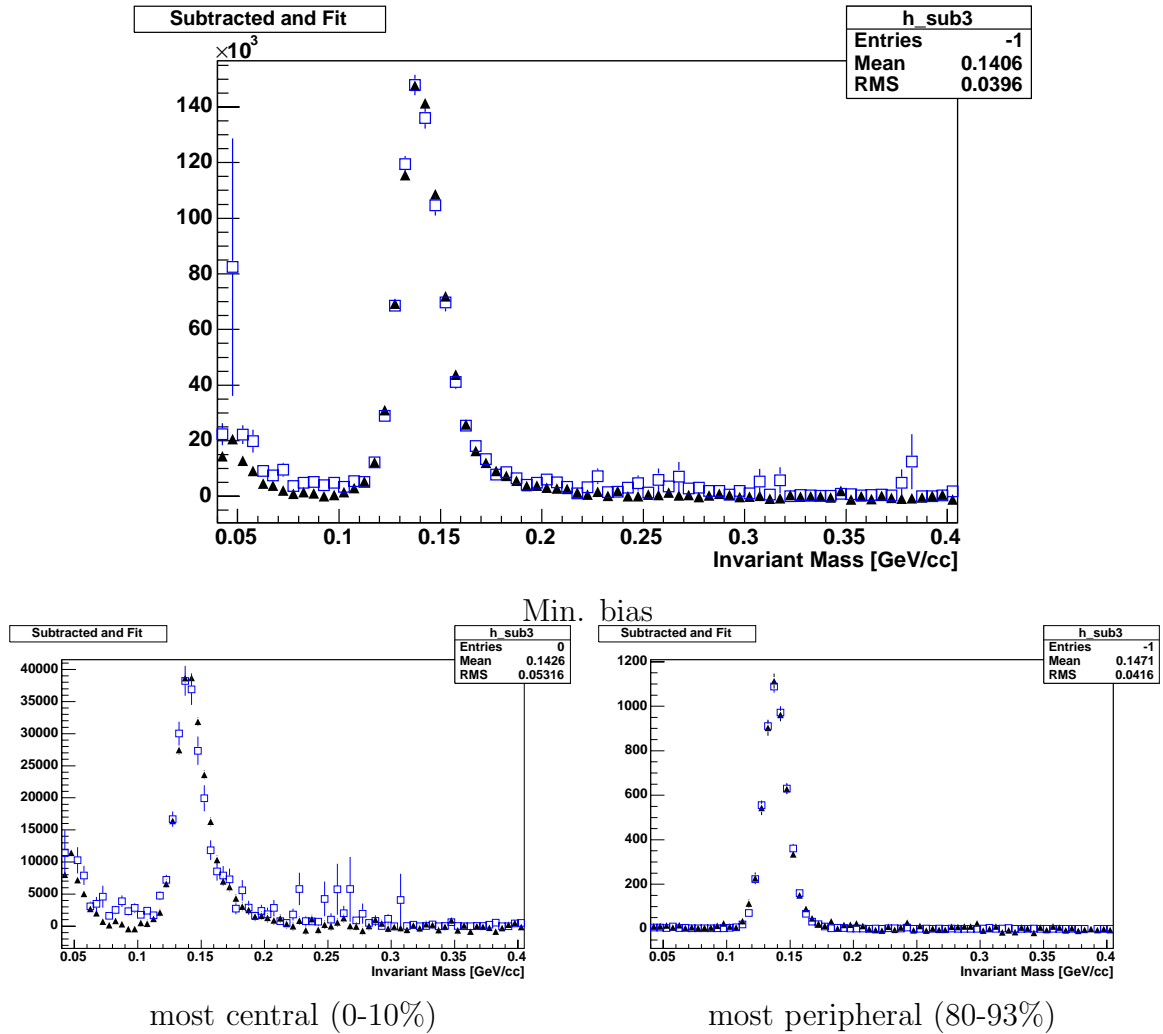 Subtracted and Fit
h_sub3
Entries -1
Mean 0.1406
RMS 0.0396
×10³
140
120
100
80
60
40
20
0
0.05 0.1 0.15 0.2 0.25 0.3 0.35 0.4
Invariant Mass [GeV/cc]
Min. bias
Subtracted and Fit
h_sub3
Entries 0
Mean 0.1426
RMS 0.05316
40000
35000
30000
25000
20000
15000
10000
5000
0
0.05 0.1 0.15 0.2 0.25 0.3 0.35 0.4
Invariant Mass [GeV/cc]
most central (0-10%)
Subtracted and Fit
h_sub3
Entries -1
Mean 0.1471
RMS 0.0416
1200
1000
800
600
400
200
0
0.05 0.1 0.15 0.2 0.25 0.3 0.35 0.4
Invariant Mass [GeV/cc]
most peripheral (80-93%)